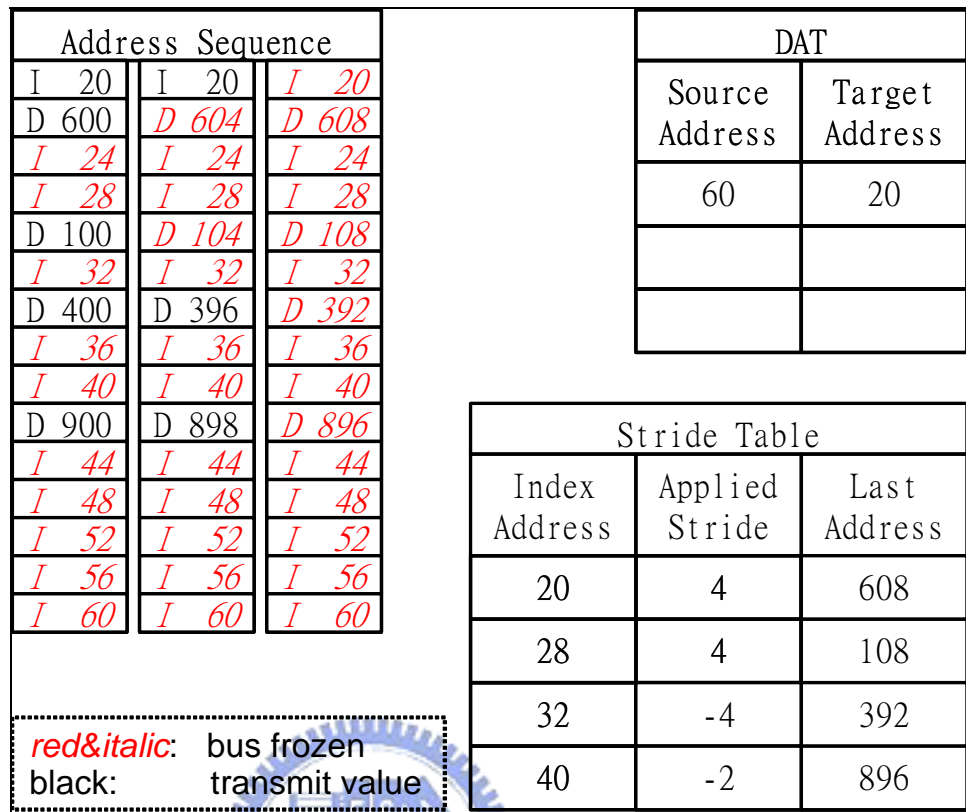 Address Sequence
I 20 I 20 I 20
D 600 D 604 D 608
I 24 I 24 I 24
I 28 I 28 I 28
D 100 D 104 D 108
I 32 I 32 I 32
D 400 D 396 D 392
I 36 I 36 I 36
I 40 I 40 I 40
D 900 D 898 D 896
I 44 I 44 I 44
I 48 I 48 I 48
I 52 I 52 I 52
I 56 I 56 I 56
I 60 I 60 I 60
red&italic: bus frozen
black: transmit value
DAT
Source Address Target Address
60 20
Stride Table
Index Address Applied Stride Last Address
20 4 608
28 4 108
32 -4 392
40 -2 896